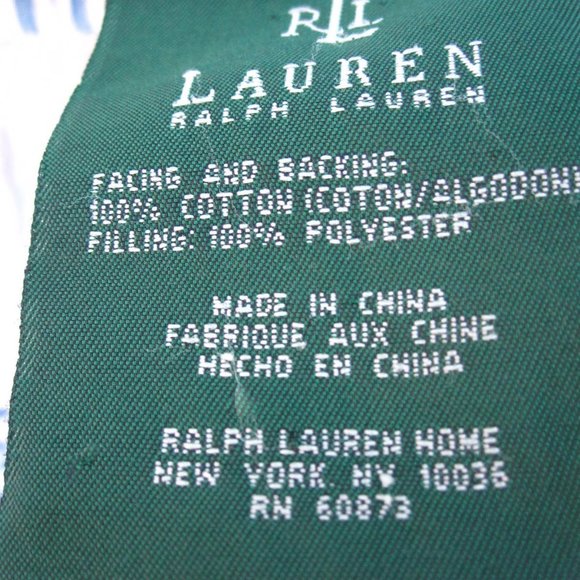 RLL
LAUREN
RALPH LAUREN
FACING AND BACKING:
100% COTTON (COTON/ALGODON)
FILLING: 100% POLYESTER
MADE IN CHINA
FABRIQUE AUX CHINE
HECHO EN CHINA
RALPH LAUREN HOME
NEW YORK. NY 10036
RN 60873